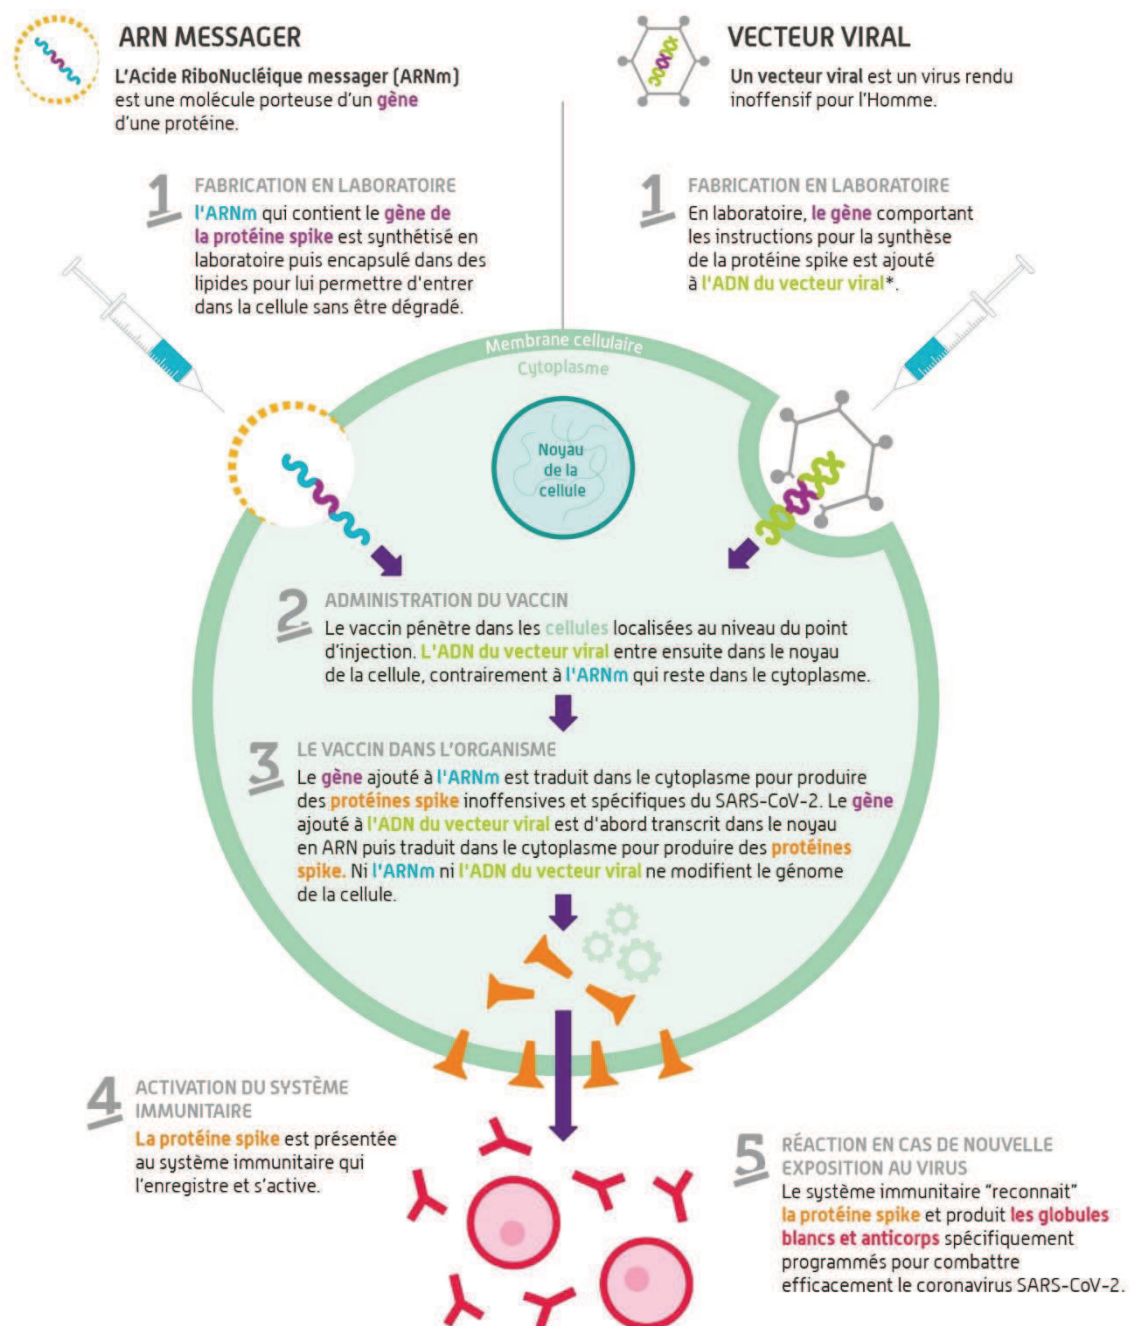 ARN MESSAGER
L'Acide RiboNucléique messager (ARNm)
est une molécule porteuse d'un gène
d'une protéine.
VECTEUR VIRAL
Un vecteur viral est un virus rendu
inoffensif pour l'Homme.
1 FABRICATION EN LABORATOIRE
l'ARNm qui contient le gène de
la protéine spike est synthétisé en
laboratoire puis encapsulé dans des
lipides pour lui permettre d'entrer
dans la cellule sans être dégradé.
1 FABRICATION EN LABORATOIRE
En laboratoire, le gène comportant
les instructions pour la synthèse
de la protéine spike est ajouté
à l'ADN du vecteur viral*.
Membrane cellulaire
Cytoplasme
Noyau
de la
cellule
2 ADMINISTRATION DU VACCIN
Le vaccin pénètre dans les cellules localisées au niveau du point
d'injection. L'ADN du vecteur viral entre ensuite dans le noyau
de la cellule, contrairement à l'ARNm qui reste dans le cytoplasme.
3 LE VACCIN DANS L'ORGANISME
Le gène ajouté à l'ARNm est traduit dans le cytoplasme pour produire
des protéines spike inoffensives et spécifiques du SARS-CoV-2. Le gène
ajouté à l'ADN du vecteur viral est d'abord transcrit dans le noyau
en ARN puis traduit dans le cytoplasme pour produire des protéines
spike. Ni l'ARNm ni l'ADN du vecteur viral ne modifient le génome
de la cellule.
4 ACTIVATION DU SYSTÈME
IMMUNITAIRE
La protéine spike est présentée
au système immunitaire qui
l'enregistre et s'active.
5 RÉACTION EN CAS DE NOUVELLE
EXPOSITION AU VIRUS
Le système immunitaire "reconnait"
la protéine spike et produit les globules
blancs et anticorps spécifiquement
programmés pour combattre
efficacement le coronavirus SARS-CoV-2.